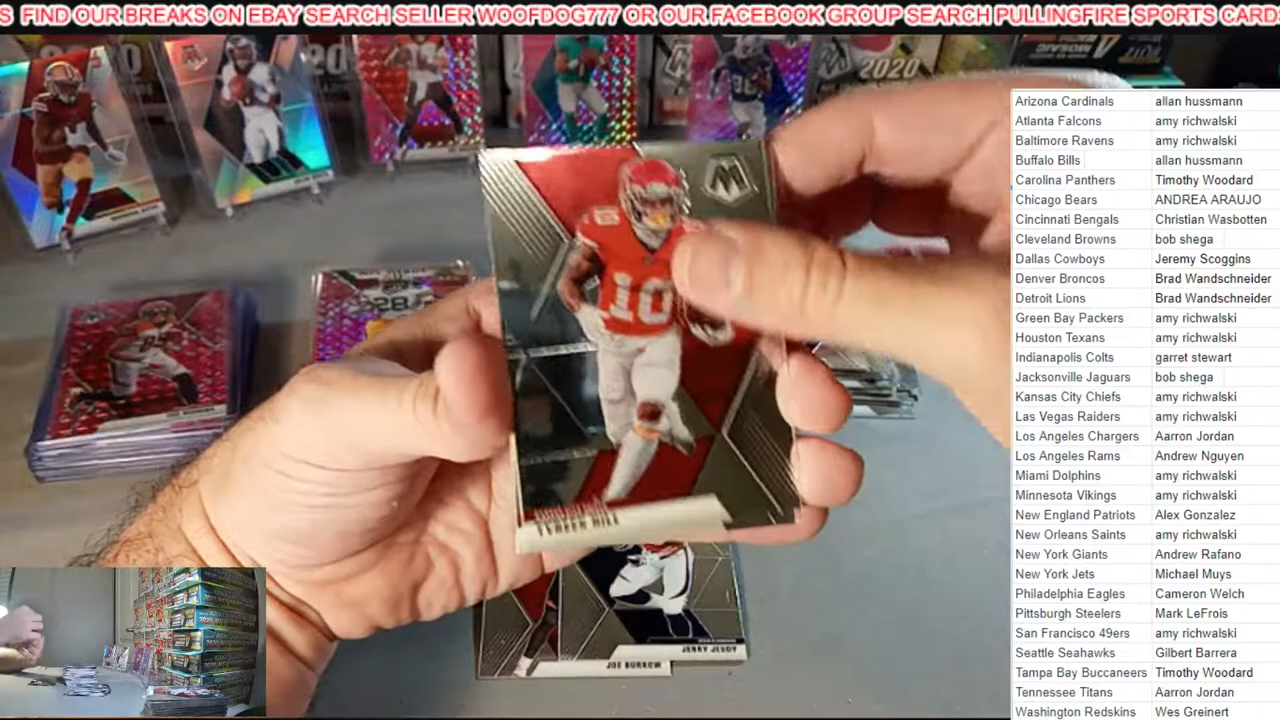 S FIND OUR BREAKS ON EBAY SEARCH SELLER WOOFDOG777 OR OUR FACEBOOK GROUP SEARCH PULLINGFIRE SPORTS CARDS
2020
MOSAIC
Arizona Cardinals allan hussmann
Atlanta Falcons amy richwalski
Baltimore Ravens amy richwalski
Buffalo Bills allan hussmann
Carolina Panthers Timothy Woodard
Chicago Bears ANDREA ARAUJO
Cincinnati Bengals Christian Wasbotten
Cleveland Browns bob shega
Dallas Cowboys Jeremy Scoggins
Denver Broncos Brad Wandschneider
Detroit Lions Brad Wandschneider
Green Bay Packers amy richwalski
Houston Texans amy richwalski
Indianapolis Colts garret stewart
Jacksonville Jaguars bob shega
Kansas City Chiefs amy richwalski
Las Vegas Raiders amy richwalski
Los Angeles Chargers Aarron Jordan
Los Angeles Rams Andrew Nguyen
Miami Dolphins amy richwalski
Minnesota Vikings amy richwalski
New England Patriots Alex Gonzalez
New Orleans Saints amy richwalski
New York Giants Andrew Rafano
New York Jets Michael Muys
Philadelphia Eagles Cameron Welch
Pittsburgh Steelers Mark LeFrois
San Francisco 49ers amy richwalski
Seattle Seahawks Gilbert Barrera
Tampa Bay Buccaneers Timothy Woodard
Tennessee Titans Aarron Jordan
Washington Redskins Wes Greinert
M
10
10
TYREEK HILL
JERRY JEUDY
JOE BURROW